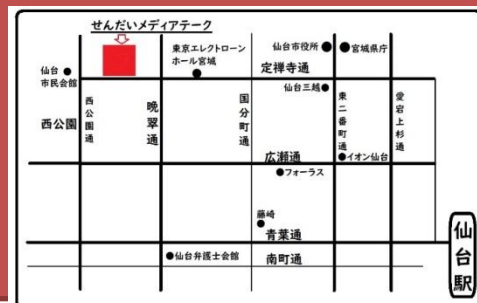 せんだいメディアテーク
仙台
市民会館
東京エレクトローン
ホール宮城
仙台市役所
宮城県庁
定禅寺通
仙台三越
西公園
西公園通
晩翠通
国分町通
東二番町通
愛宕上杉通
広瀬通
イオン仙台
フォーラス
藤崎
青葉通
仙台弁護士会館
南町通
仙台駅